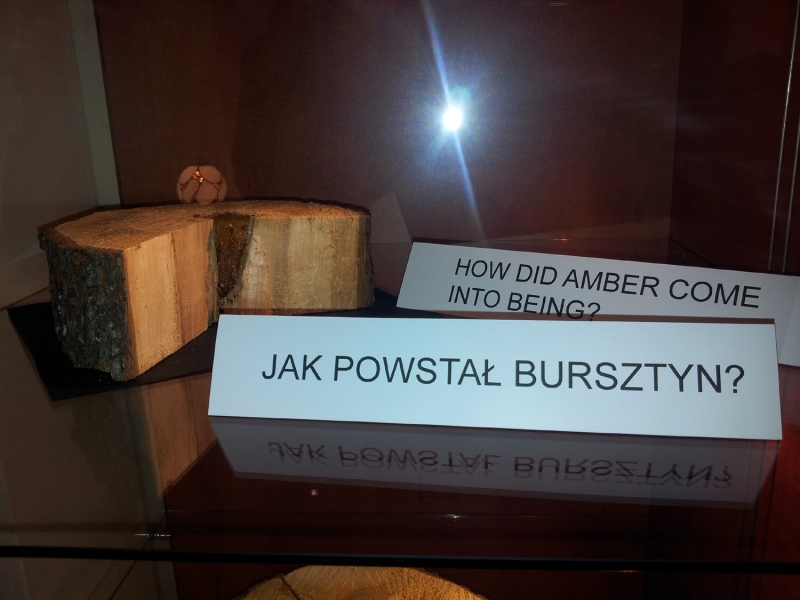 HOW DID AMBER COME
INTO BEING?
JAK POWSTAŁ BURSZTYN?